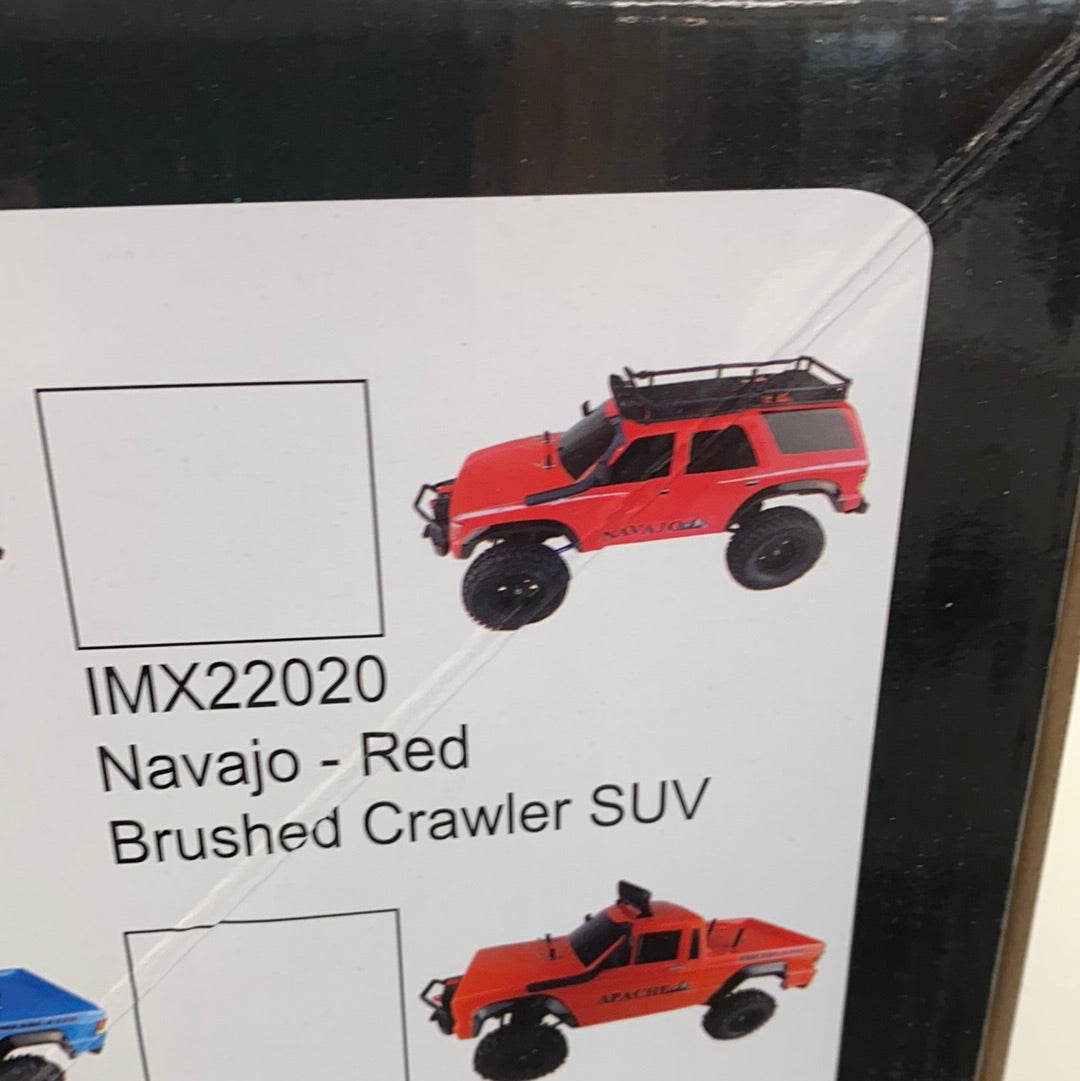 NAVAJO
IMX22020
Navajo - Red
Brushed Crawler SUV
APACHE